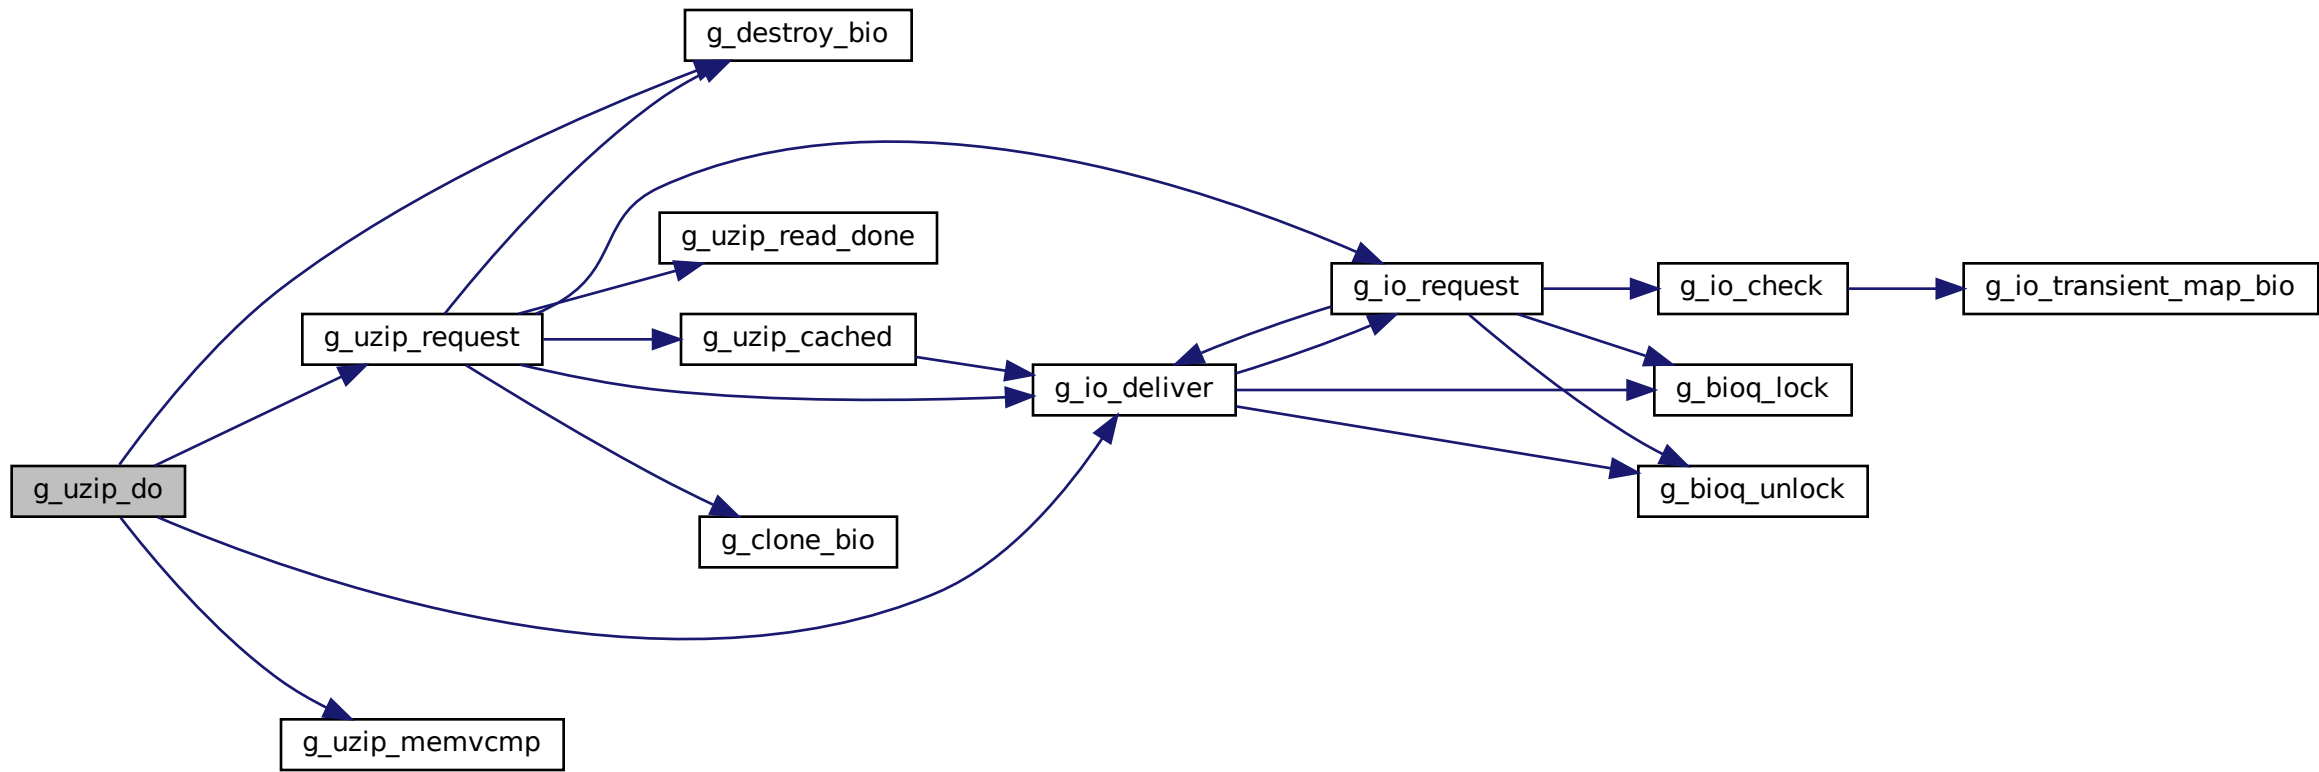 g_destroy_bio
g_uzip_read_done
g_io_request
g_io_check
g_io_transient_map_bio
g_uzip_request
g_uzip_cached
g_io_deliver
g_bioq_lock
g_uzip_do
g_bioq_unlock
g_clone_bio
g_uzip_memvcmp